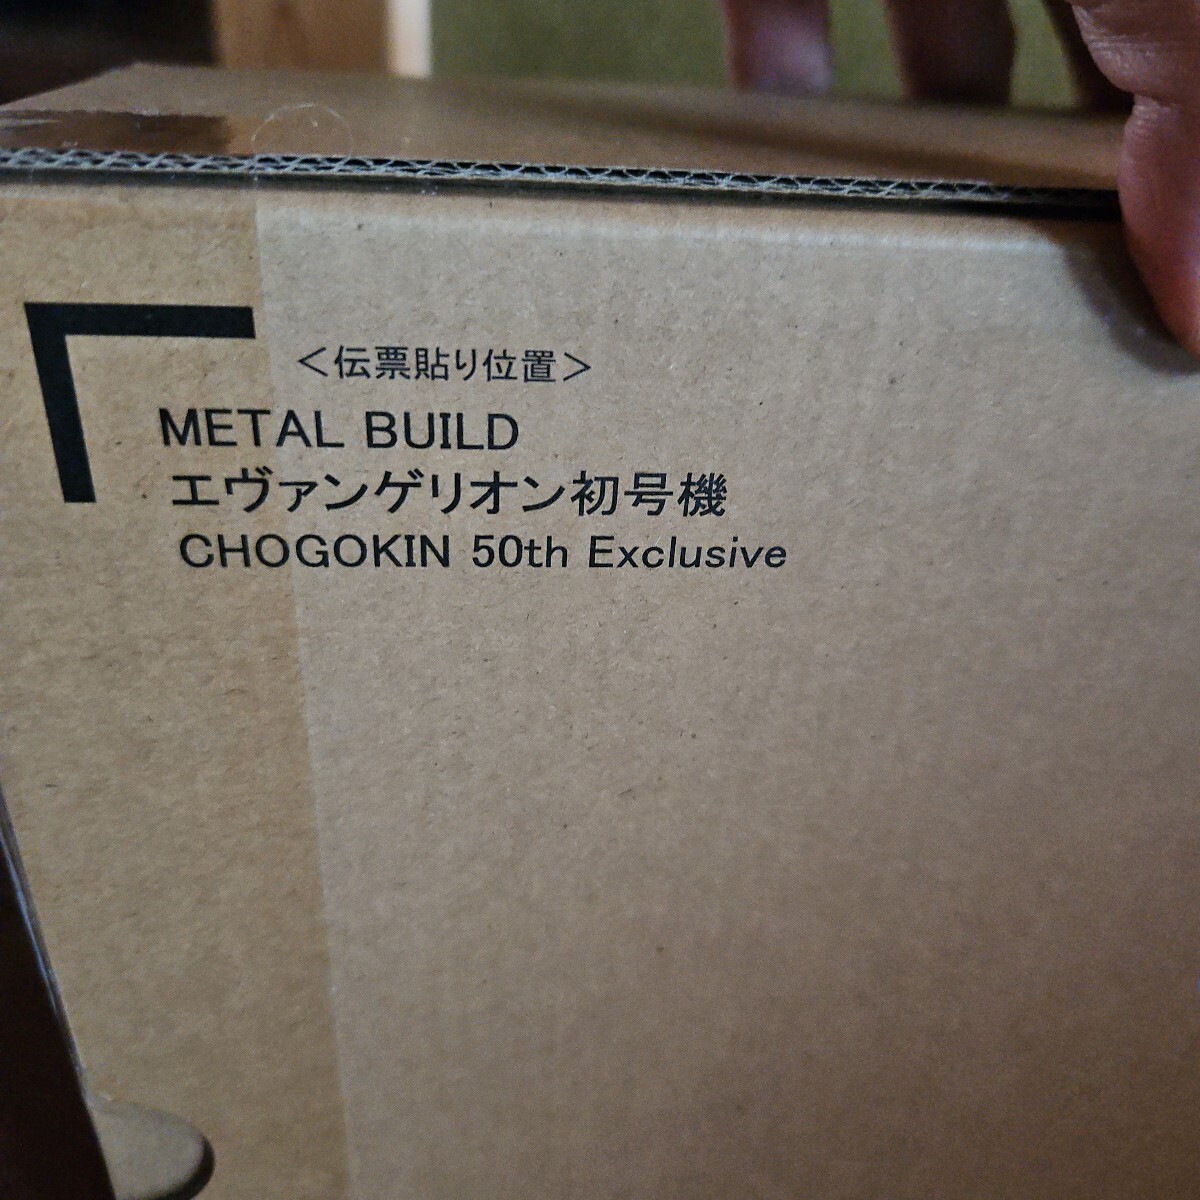 ＜伝票貼り位置＞
METAL BUILD
エヴァンゲリオン初号機
CHOGOKIN 50th Exclusive